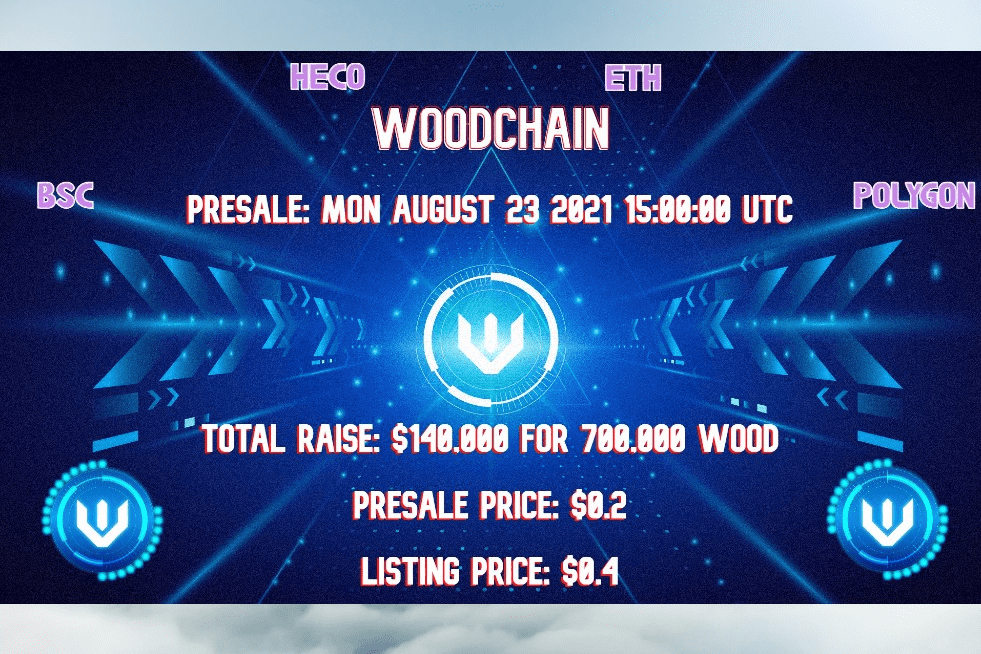 HECO ETH
WOODCHAIN
BSC POLYGON
PRESALE: MON AUGUST 23 2021 15:00:00 UTC
TOTAL RAISE: $140.000 FOR 700.000 WOOD
PRESALE PRICE: $0.2
LISTING PRICE: $0.4